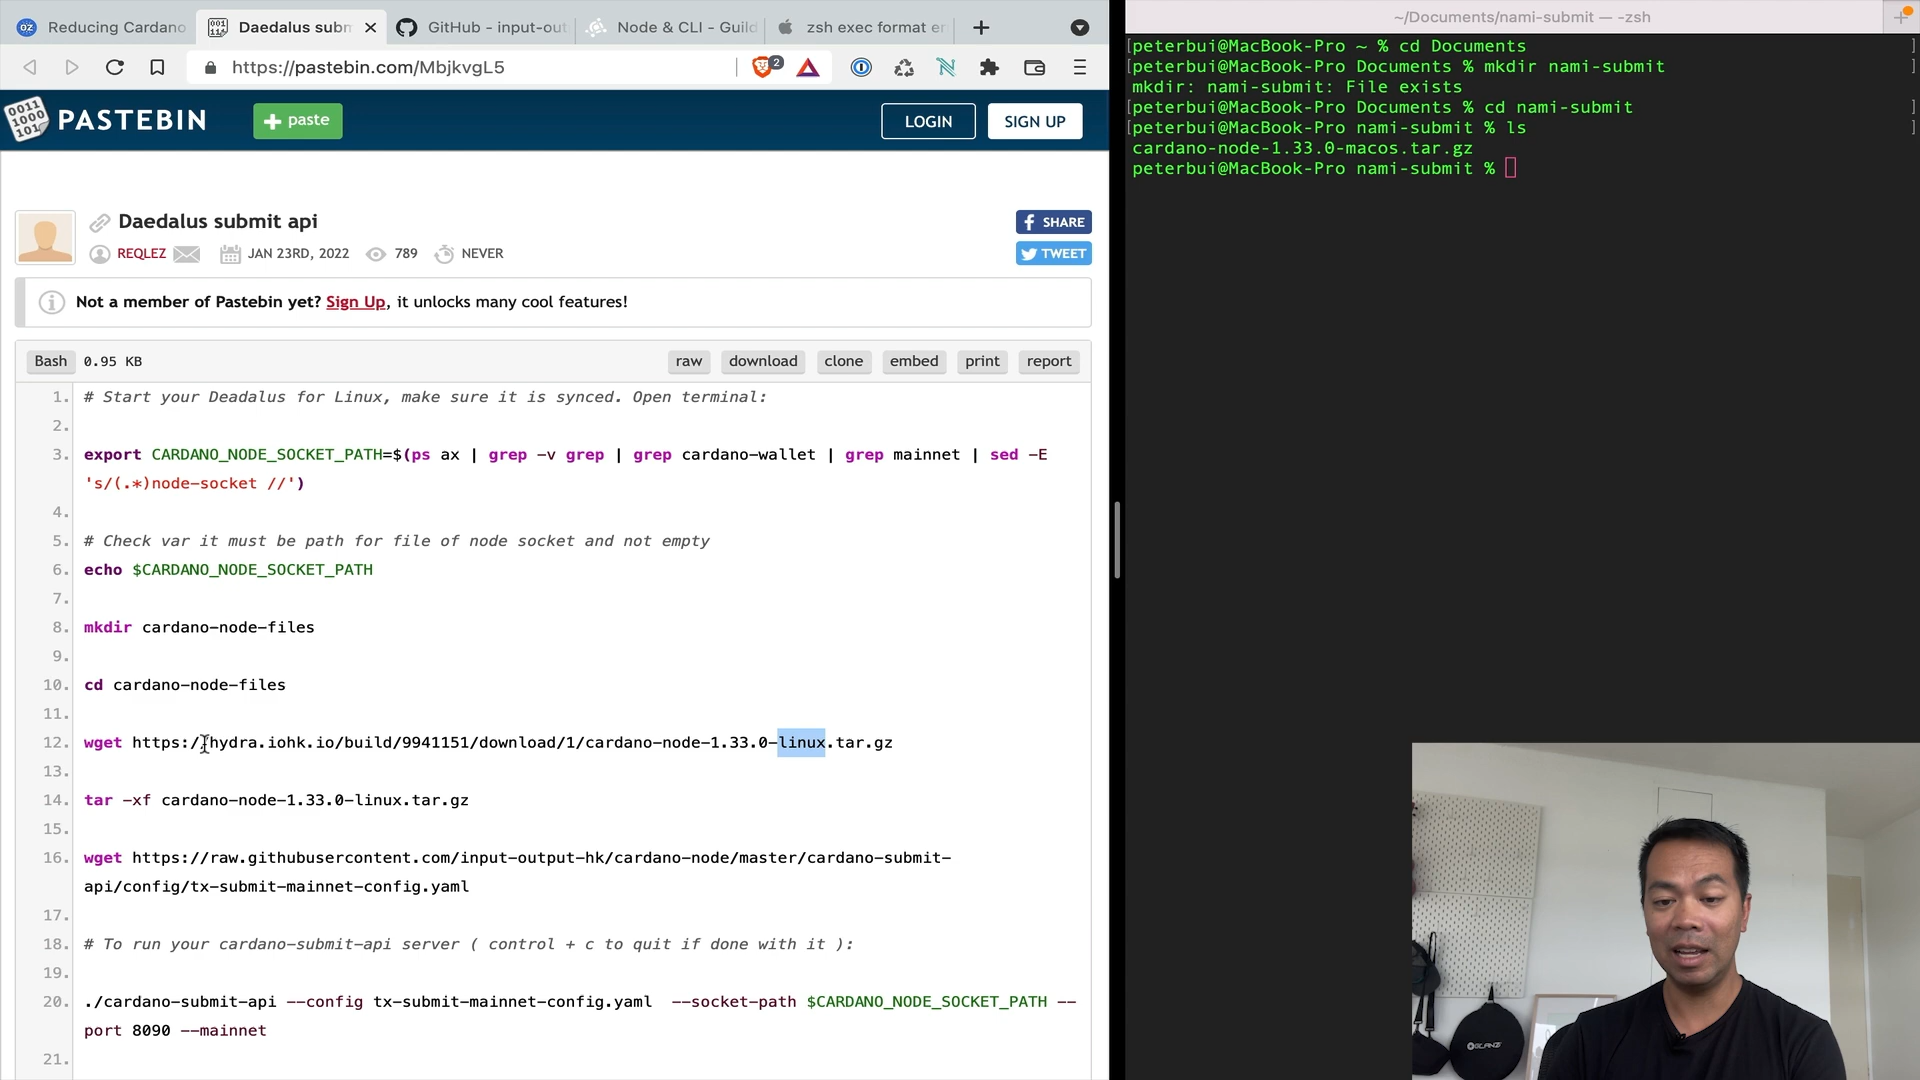 Reducing Cardano
Daedalus subm
GitHub - input-out
Node & CLI - Guild
zsh exec format er
https://pastebin.com/MbjkvgL5
2
PASTEBIN
paste
LOGIN
SIGN UP
Daedalus submit api
REQLEZ
JAN 23RD, 2022
789
NEVER
SHARE
TWEET
Not a member of Pastebin yet? Sign Up, it unlocks many cool features!
Bash 0.95 KB
raw
download
clone
embed
print
report
1. # Start your Deadalus for Linux, make sure it is synced. Open terminal:
2.
3. export CARDANO_NODE_SOCKET_PATH=$(ps ax | grep -v grep | grep cardano-wallet | grep mainnet | sed -E
's/(.*)node-socket //')
4.
5. # Check var it must be path for file of node socket and not empty
6. echo $CARDANO_NODE_SOCKET_PATH
7.
8. mkdir cardano-node-files
9.
10. cd cardano-node-files
11.
12. wget https://hydra.iohk.io/build/9941151/download/1/cardano-node-1.33.0-linux.tar.gz
13.
14. tar -xf cardano-node-1.33.0-linux.tar.gz
15.
16. wget https://raw.githubusercontent.com/input-output-hk/cardano-node/master/cardano-submit-
api/config/tx-submit-mainnet-config.yaml
17.
18. # To run your cardano-submit-api server ( control + c to quit if done with it ):
19.
20. ./cardano-submit-api --config tx-submit-mainnet-config.yaml --socket-path $CARDANO_NODE_SOCKET_PATH --
port 8090 --mainnet
21.
~/Documents/nami-submit — -zsh
[peterbui@MacBook-Pro ~ % cd Documents ]
[peterbui@MacBook-Pro Documents % mkdir nami-submit ]
mkdir: nami-submit: File exists
[peterbui@MacBook-Pro Documents % cd nami-submit ]
[peterbui@MacBook-Pro nami-submit % ls ]
cardano-node-1.33.0-macos.tar.gz
peterbui@MacBook-Pro nami-submit %
GLANZ